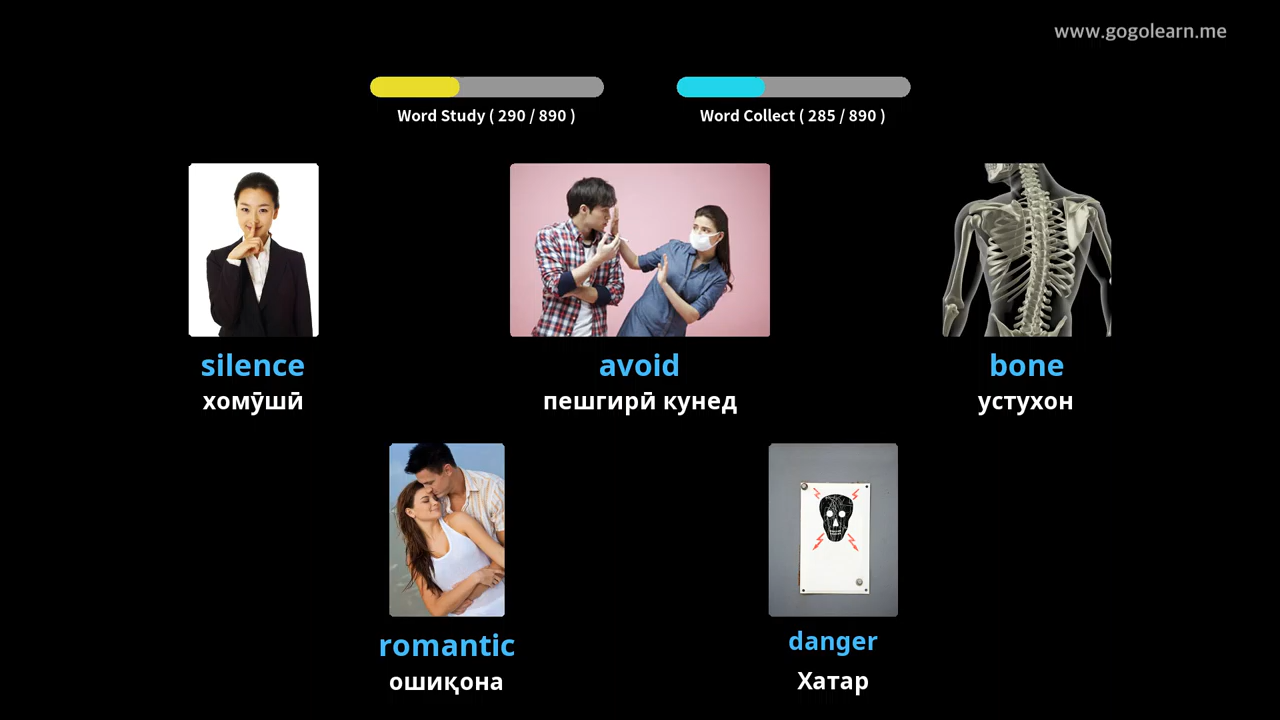 www.gogolearn.me
Word Study ( 290 / 890 )
Word Collect ( 285 / 890 )
silence
хомӯшӣ
avoid
пешгирӣ кунед
bone
устухон
romantic
ошиқона
danger
Хатар